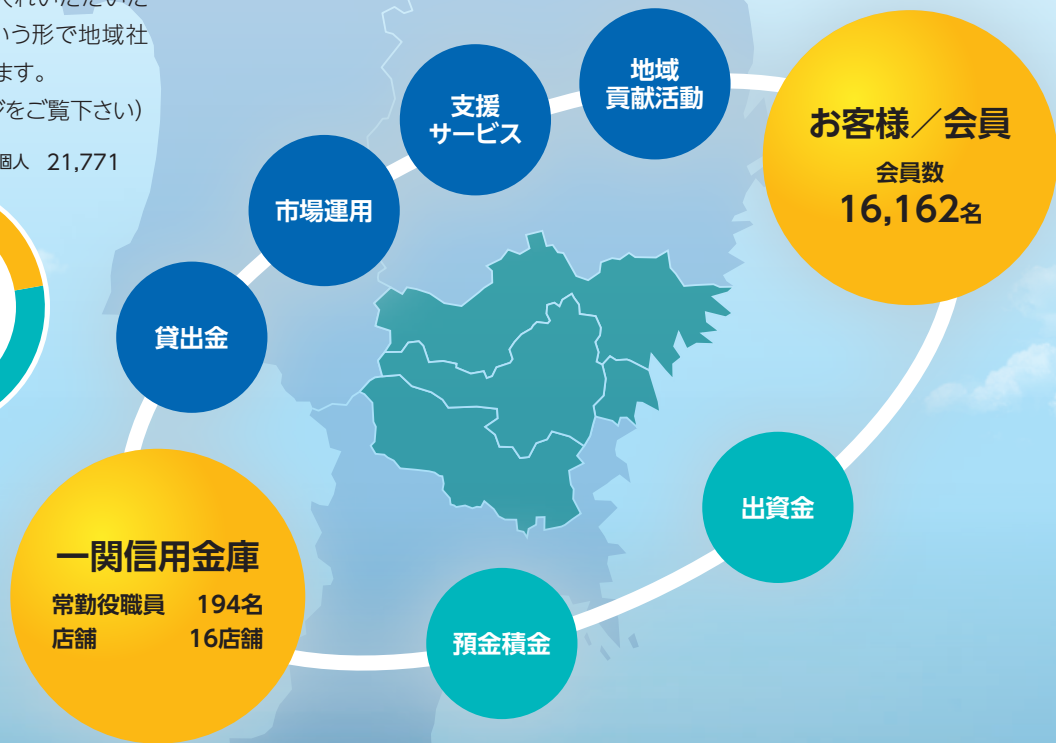 いう形で地域社
ます。
ジをご覧下さい)
個人 21,771
地域
貢献活動
支援
サービス
市場運用
貸出金
お客様／会員
会員数
16,162名
出資金
預金積金
一関信用金庫
常勤役職員 194名
店舗 16店舗